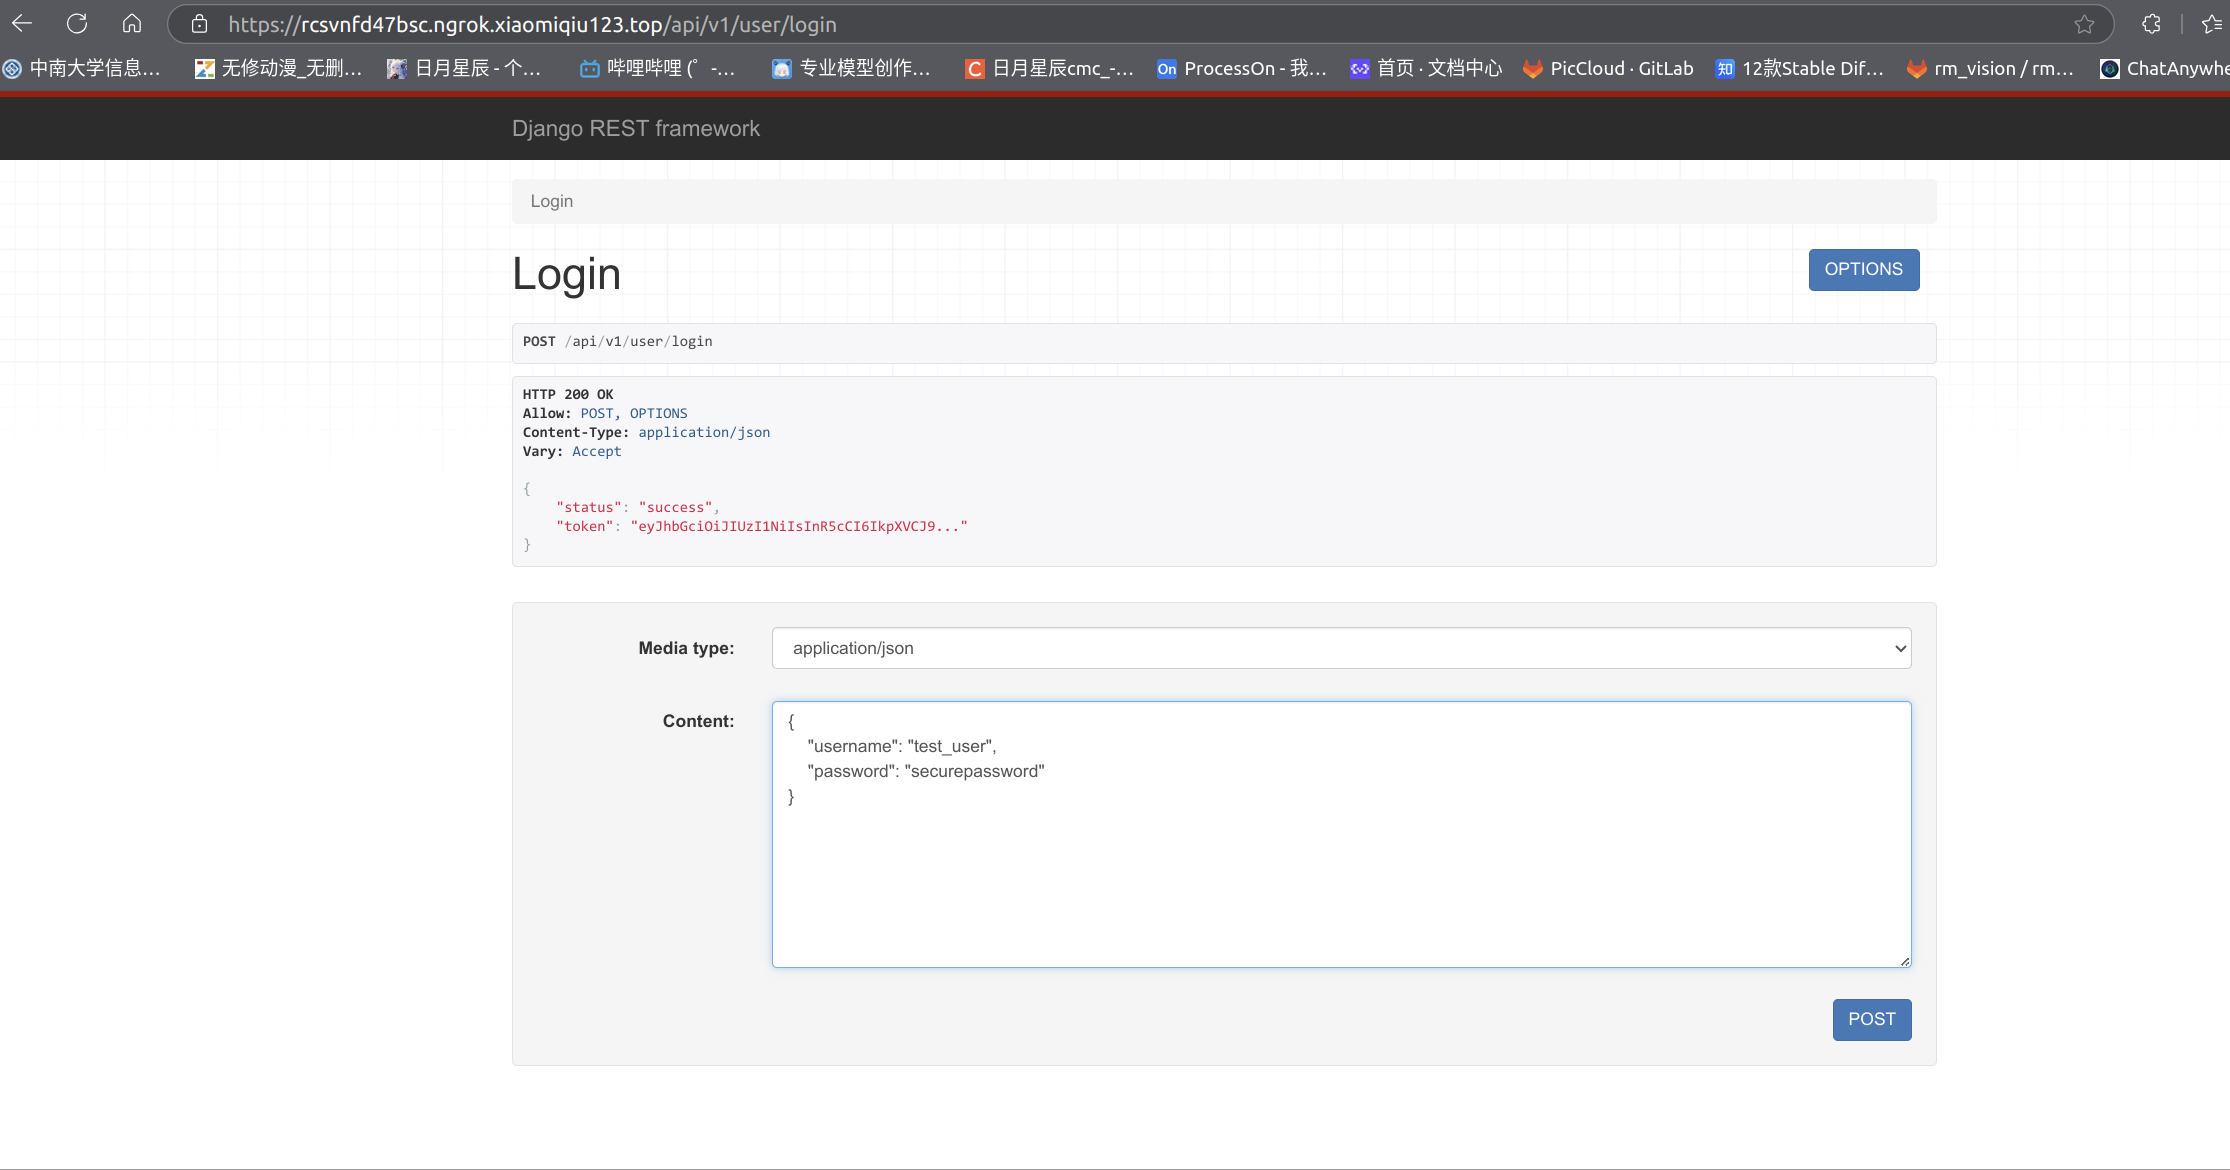 https://rcsvnfd47bsc.ngrok.xiaomiqiu123.top/api/v1/user/login
中南大学信息... 无修动漫_无删... 日月星辰 - 个... 哔哩哔哩 (゜-... 专业模型创作... 日月星辰cmc_-... ProcessOn - 我... 首页 · 文档中心 PicCloud · GitLab 12款Stable Dif... rm_vision / rm... ChatAnywhe
Django REST framework
Login
Login
OPTIONS
POST /api/v1/user/login
HTTP 200 OK
Allow: POST, OPTIONS
Content-Type: application/json
Vary: Accept
{
"status": "success",
"token": "eyJhbGciOiJIUzI1NiIsInR5cCI6IkpXVCJ9..."
}
Media type:
application/json
Content:
{
"username": "test_user",
"password": "securepassword"
}
POST